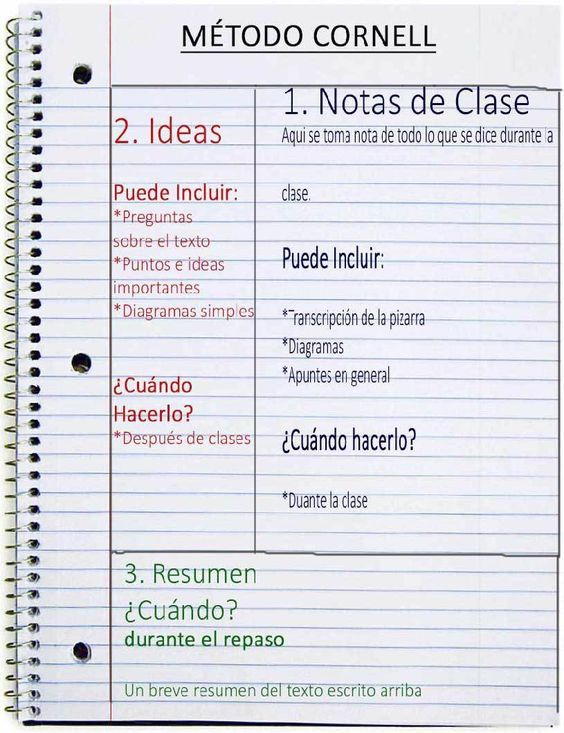 MÉTODO CORNELL
1. Notas de Clase
Aqui se toma nota de todo lo que se dice durante la
clase.
Puede Incluir:
*Transcripción de la pizarra
*Diagramas
*Apuntes en general
¿Cuándo hacerlo?
*Duante la clase
2. Ideas
Puede Incluir:
*Preguntas
sobre el texto
*Puntos e ideas
importantes
*Diagramas simples
¿Cuándo
Hacerlo?
*Después de clases
3. Resumen
¿Cuándo?
durante el repaso
Un breve resumen del texto escrito arriba